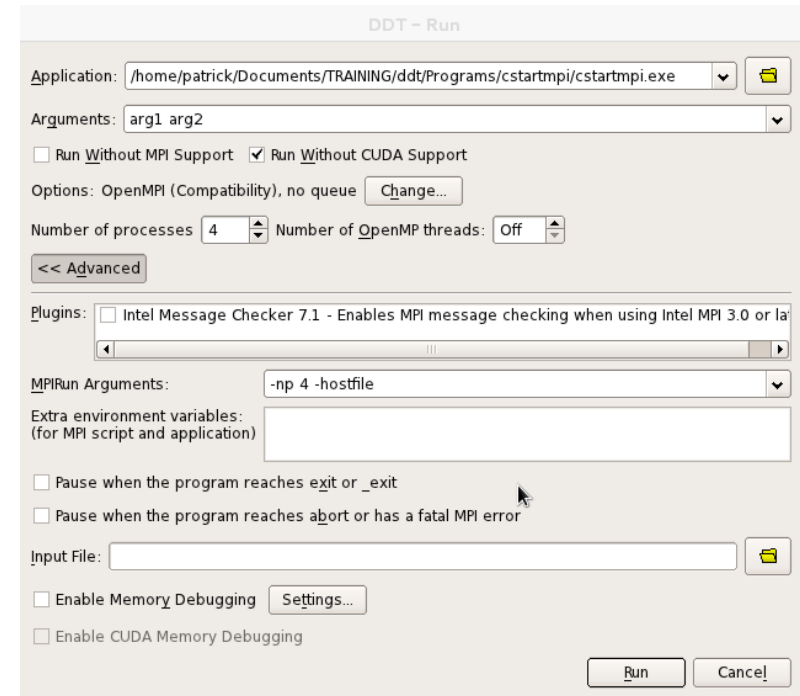 DDT – Run
Application: /home/patrick/Documents/TRAINING/ddt/Programs/cstartmpi/cstartmpi.exe
Arguments: arg1 arg2
Run Without MPI Support Run Without CUDA Support
Options: OpenMPI (Compatibility), no queue Change...
Number of processes 4 Number of OpenMP threads: Off
<< Advanced
Plugins: Intel Message Checker 7.1 - Enables MPI message checking when using Intel MPI 3.0 or
MPIRun Arguments: -np 4 -hostfile
Extra environment variables:
(for MPI script and application)
Pause when the program reaches exit or _exit
Pause when the program reaches abort or has a fatal MPI error
Input File:
Enable Memory Debugging Settings...
Enable CUDA Memory Debugging
Run Cancel